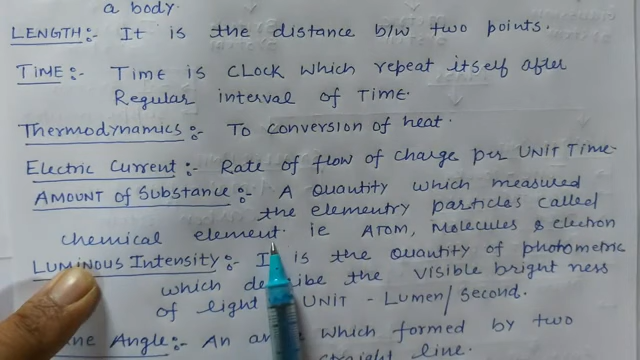 a body.
LENGTH:- It is the distance b/w two points.
TIME:- Time is CLOCK which repeat itself after
Regular interval of Time.
Thermodynamics:- To conversion of heat.
Electric Current:- Rate of flow of charge per UNIT Time
AMOUNT of Substance:- A quantity which measured
the elementry particles called
chemical element. ie ATOM, Molecules & electron
LUMINOUS Intensity:- It is the quantity of photometric
which describe the visible bright ness
of light UNIT - Lumen/second.
Angle:- An which formed by two
line.